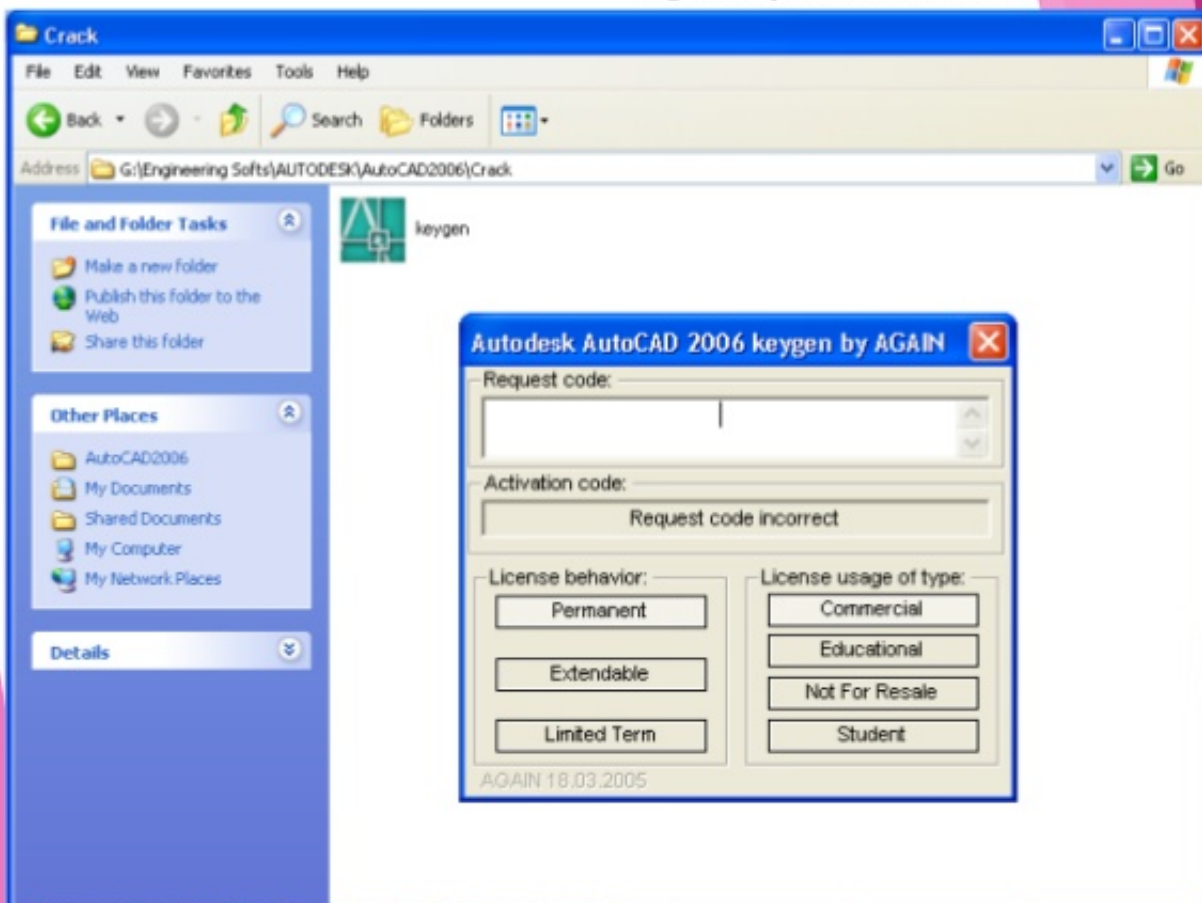 Crack
File Edit View Favorites Tools Help
Back Search Folders
Address G:\Engineering Softs\AUTODESK\AutoCAD2006\Crack Go
File and Folder Tasks
Make a new folder
Publish this folder to the
Web
Share this folder
Other Places
AutoCAD2006
My Documents
Shared Documents
My Computer
My Network Places
Details
keygen
Autodesk AutoCAD 2006 keygen by AGAIN
Request code:
Activation code:
Request code incorrect
License behavior:
Permanent
Extendable
Limited Term
License usage of type:
Commercial
Educational
Not For Resale
Student
AGAIN 18.03.2005